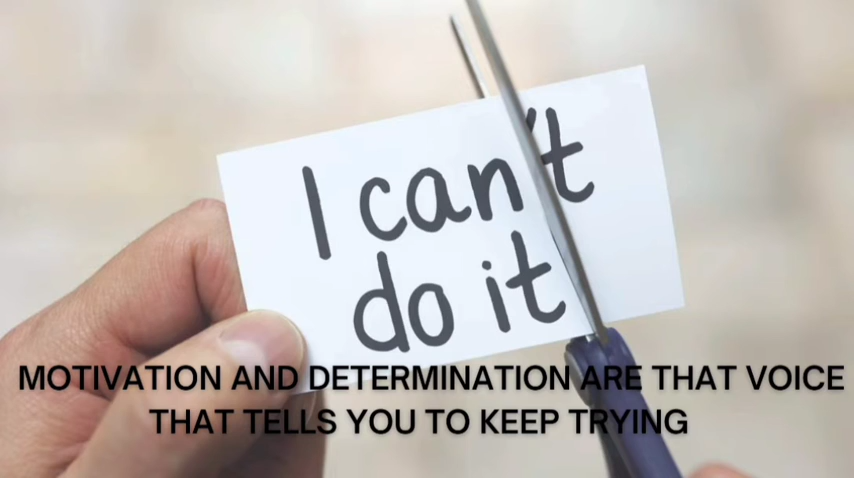 I can't
do it
MOTIVATION AND DETERMINATION ARE THAT VOICE
THAT TELLS YOU TO KEEP TRYING